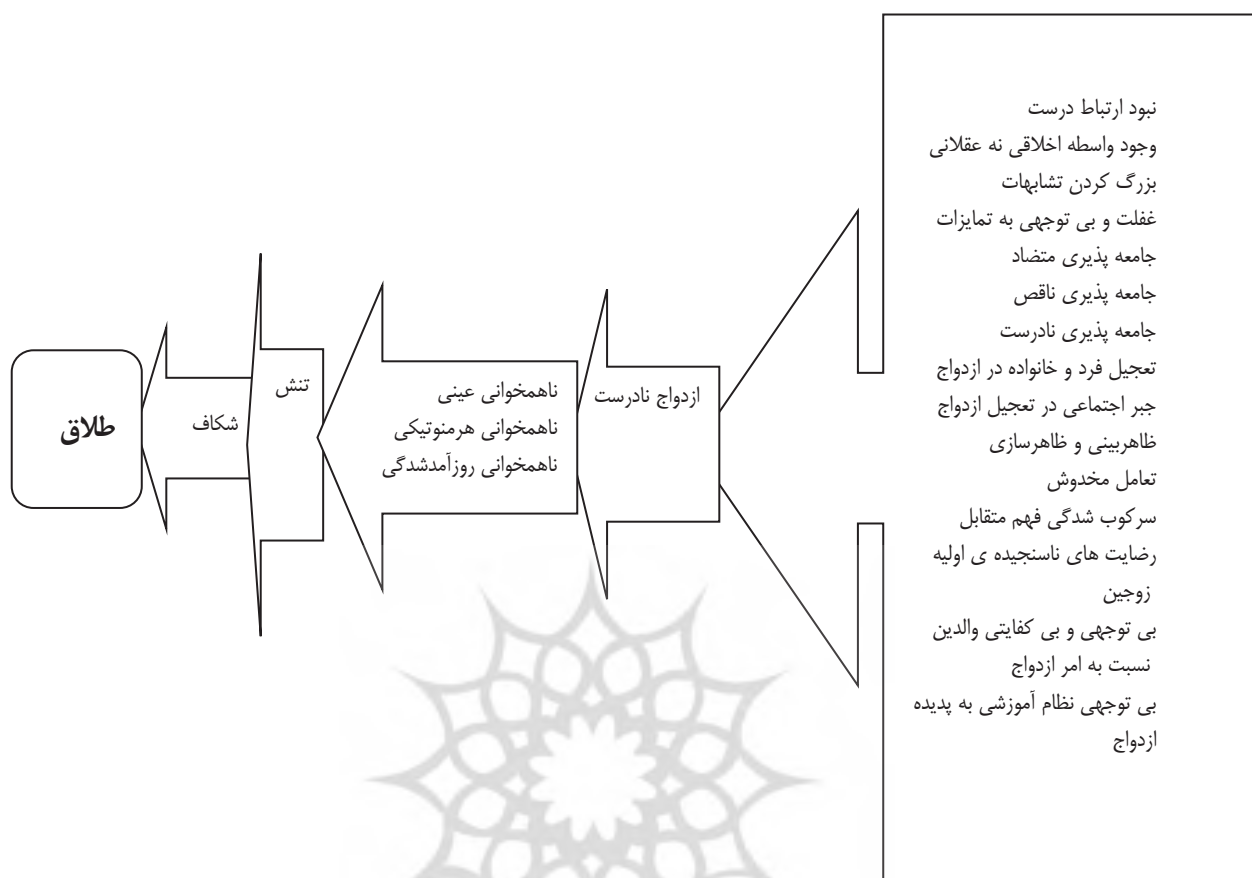 نبود ارتباط درست
وجود واسطه اخلاقی نه عقلانی
بزرگ کردن تشابهات
غفلت و بی توجهی به تمایزات
جامعه پذیری متضاد
جامعه پذیری ناقص
جامعه پذیری نادرست
تعجیل فرد و خانواده در ازدواج
جبر اجتماعی در تعجیل ازدواج
ظاهربینی و ظاهرسازی
تعامل مخدوش
سرکوب شدگی فهم متقابل
رضایت های ناسنجیده ی اولیه
زوجین
بی توجهی و بی کفایتی والدین
نسبت به امر ازدواج
بی توجهی نظام آموزشی به پدیده
ازدواج
ازدواج نادرست
ناهمخوانی عینی
ناهمخوانی هرمنوتیکی
ناهمخوانی روزآمدشدگی
تنش
شکاف
طلاق